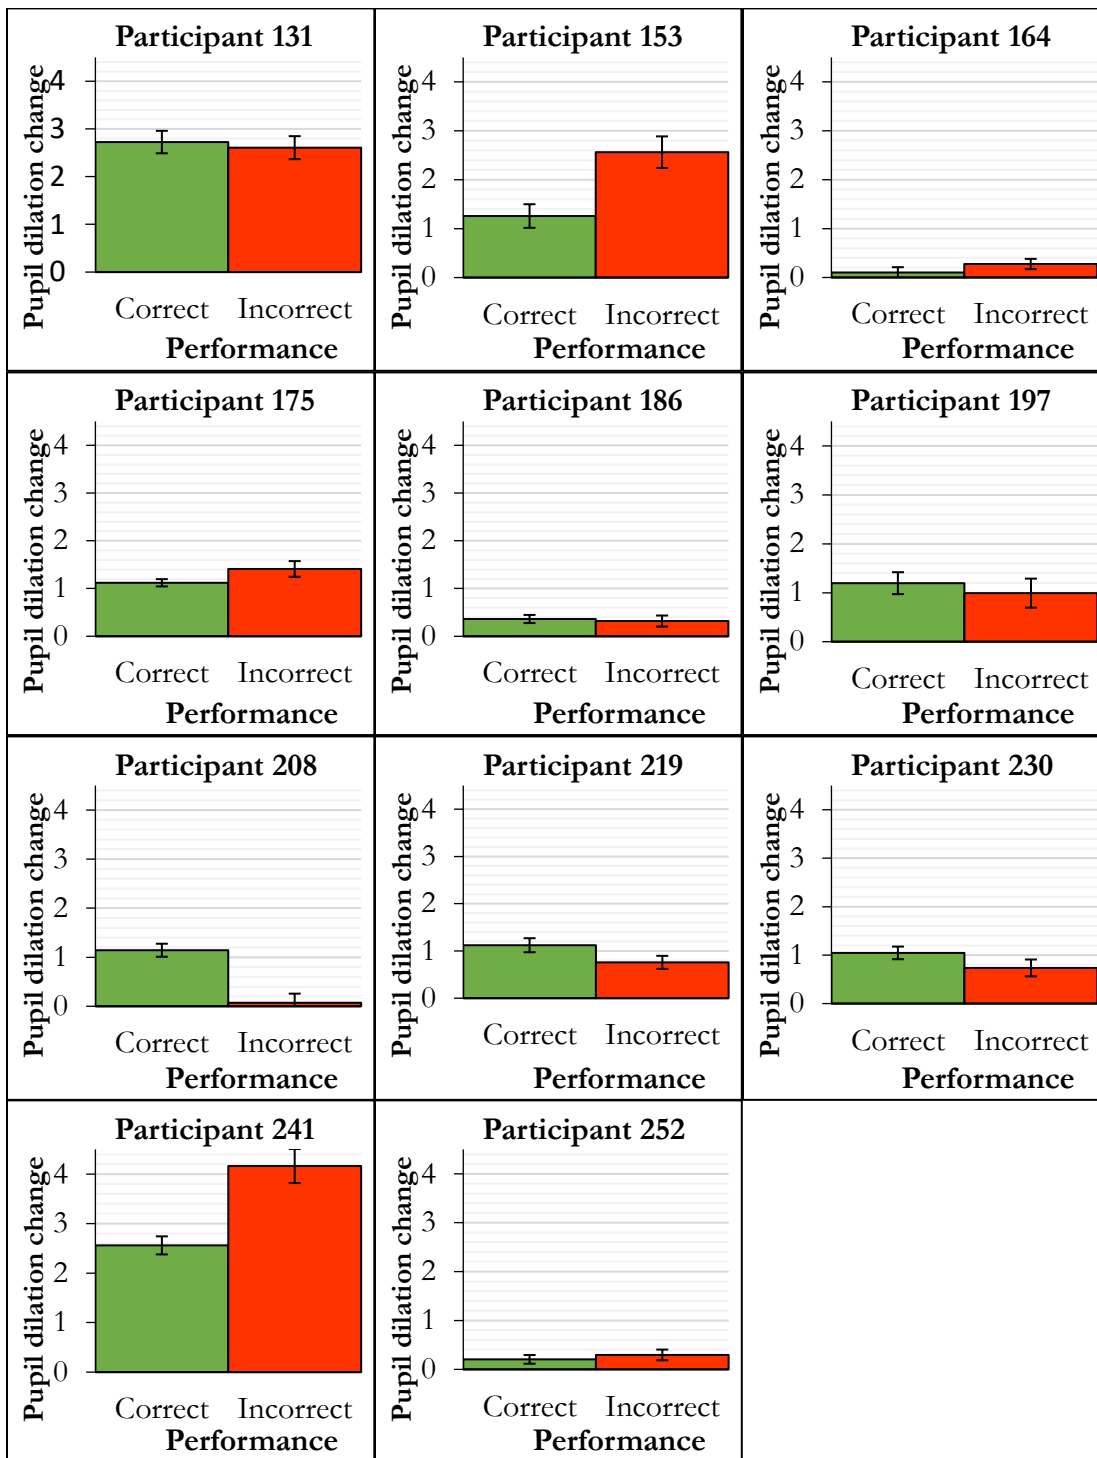 Participant 131
Pupil dilation change
4
3
2
1
0
Correct Incorrect
Performance
Participant 153
Pupil dilation change
4
3
2
1
0
Correct Incorrect
Performance
Participant 164
Pupil dilation change
4
3
2
1
0
Correct Incorrect
Performance
Participant 175
Pupil dilation change
4
3
2
1
0
Correct Incorrect
Performance
Participant 186
Pupil dilation change
4
3
2
1
0
Correct Incorrect
Performance
Participant 197
Pupil dilation change
4
3
2
1
0
Correct Incorrect
Performance
Participant 208
Pupil dilation change
4
3
2
1
0
Correct Incorrect
Performance
Participant 219
Pupil dilation change
4
3
2
1
0
Correct Incorrect
Performance
Participant 230
Pupil dilation change
4
3
2
1
0
Correct Incorrect
Performance
Participant 241
Pupil dilation change
4
3
2
1
0
Correct Incorrect
Performance
Participant 252
Pupil dilation change
4
3
2
1
0
Correct Incorrect
Performance